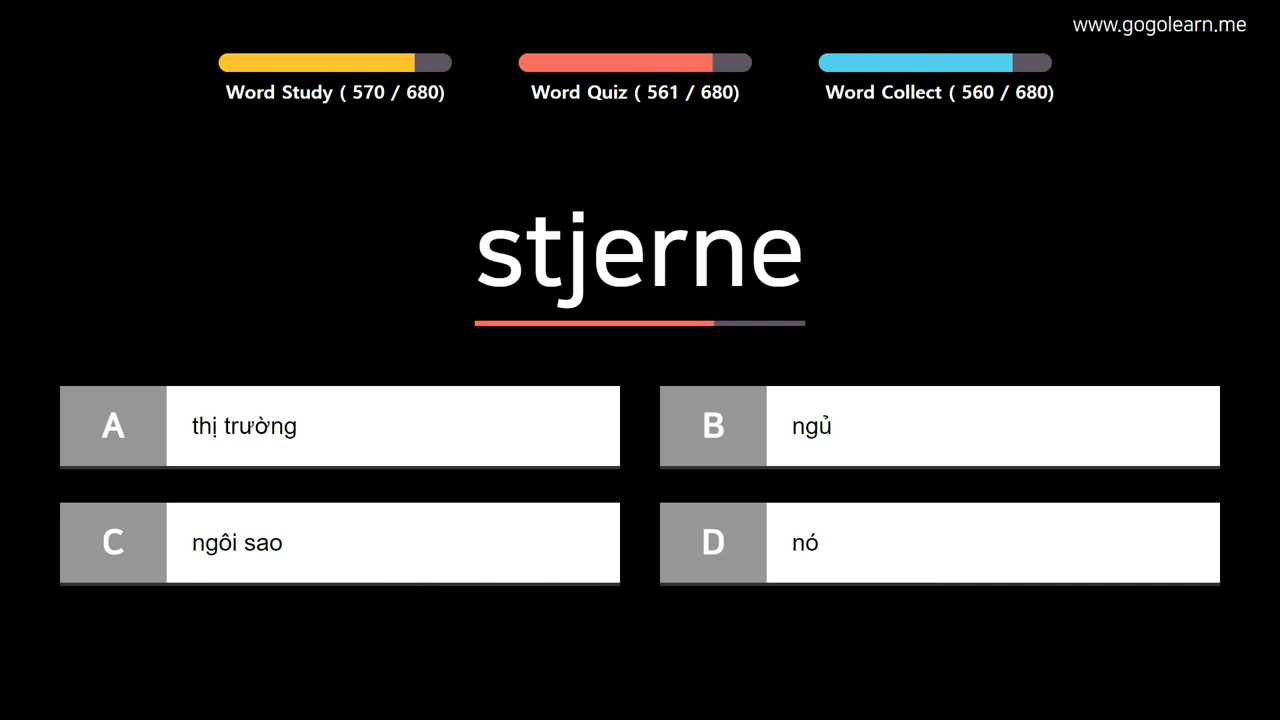 www.gogolearn.me
Word Study ( 570 / 680)
Word Quiz ( 561 / 680)
Word Collect ( 560 / 680)
stjerne
A
thị trường
B
ngủ
C
ngôi sao
D
nó